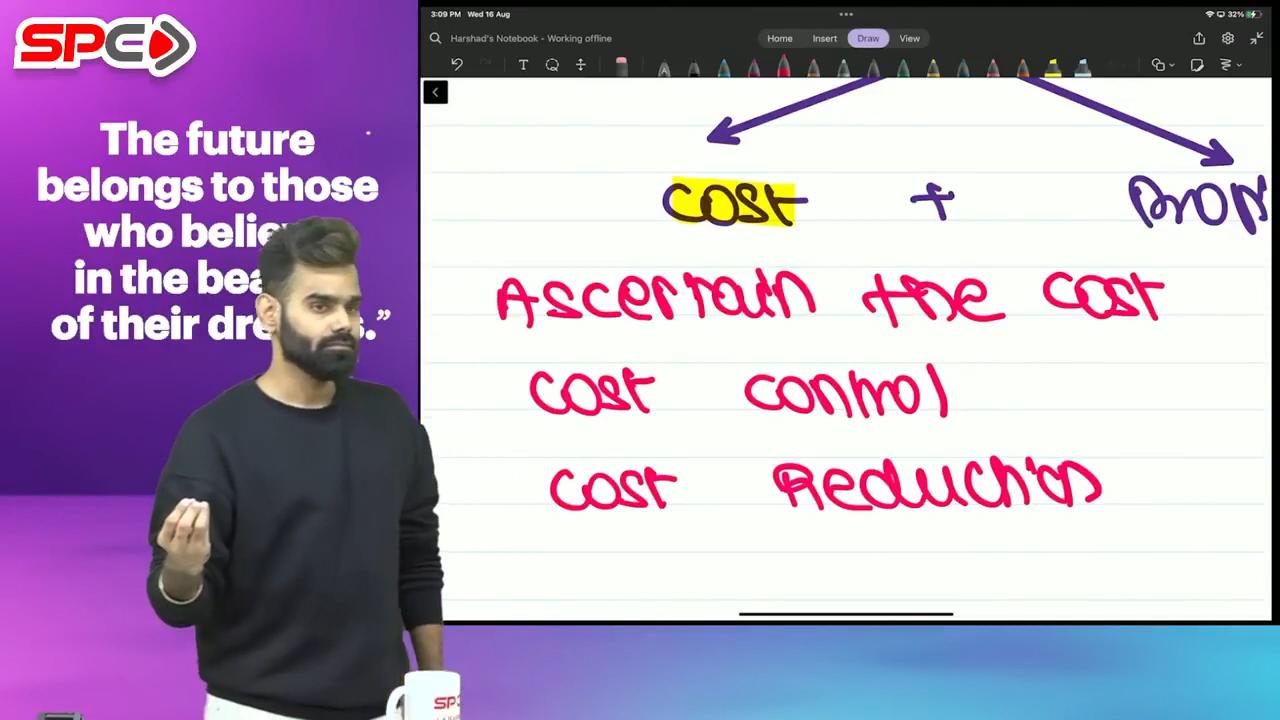 SPC
The future
belongs to those
who belie
in the bea
of their dre s.”
3:09 PM Wed 16 Aug
32%
Harshad's Notebook - Working offline
Home Insert Draw View
COST +
Ascertain the cost
cost control
cost Reduction
SPC